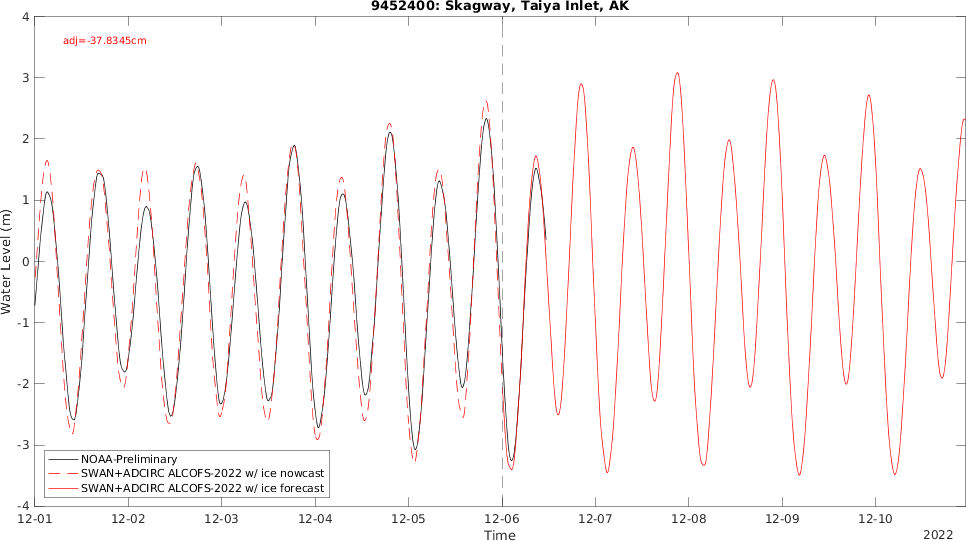 9452400: Skagway, Taiya Inlet, AK
adj=-37.8345cm
4
3
2
1
0
-1
-2
-3
-4
Water Level (m)
NOAA-Preliminary
SWAN+ADCIRC ALCOFS-2022 w/ ice nowcast
SWAN+ADCIRC ALCOFS-2022 w/ ice forecast
12-01 12-02 12-03 12-04 12-05 12-06 12-07 12-08 12-09 12-10
Time
2022